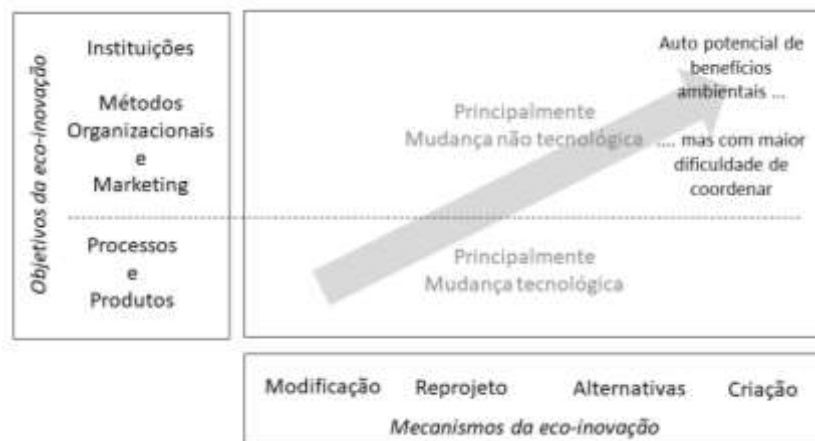 Objetivos da eco-inovação
Instituições
Métodos
Organizacionais
e
Marketing
Processos
e
Produtos
Auto potencial de
benefícios
ambientais ...
.... mas com maior
dificuldade de
coordenar
Principalmente
Mudança não tecnológica
Principalmente
Mudança tecnológica
Modificação Reprojeto Alternativas Criação
Mecanismos da eco-inovação